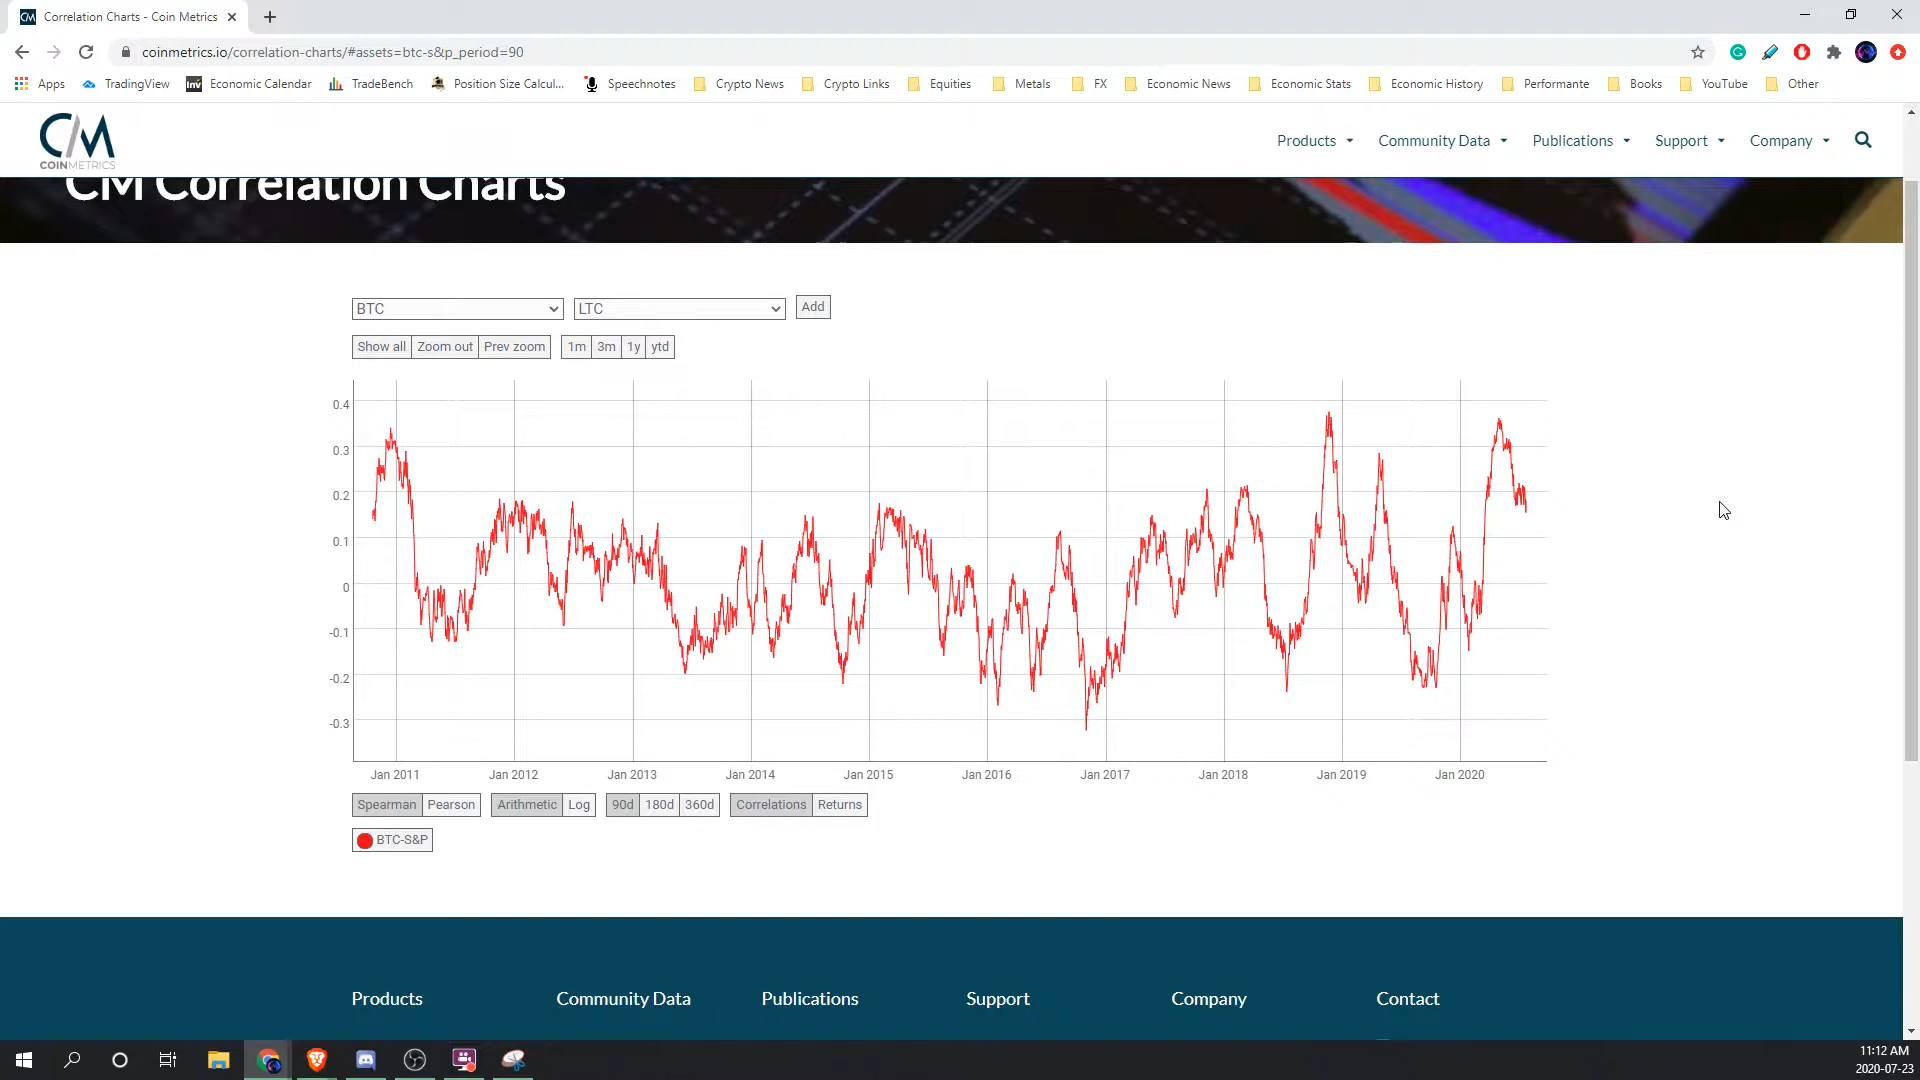 Correlation Charts - Coin Metrics
coinmetrics.io/correlation-charts/#assets=btc-s&p_period=90
Apps TradingView Economic Calendar TradeBench Position Size Calcul... Speechnotes Crypto News Crypto Links Equities Metals FX Economic News Economic Stats Economic History Performante Books YouTube Other
CM
COINMETRICS
Products Community Data Publications Support Company
CM Correlation Charts
BTC LTC Add
Show all Zoom out Prev zoom 1m 3m 1y ytd
0.4
0.3
0.2
0.1
0
-0.1
-0.2
-0.3
Jan 2011 Jan 2012 Jan 2013 Jan 2014 Jan 2015 Jan 2016 Jan 2017 Jan 2018 Jan 2019 Jan 2020
Spearman Pearson Arithmetic Log 90d 180d 360d Correlations Returns
BTC-S&P
Products Community Data Publications Support Company Contact
11:12 AM
2020-07-23